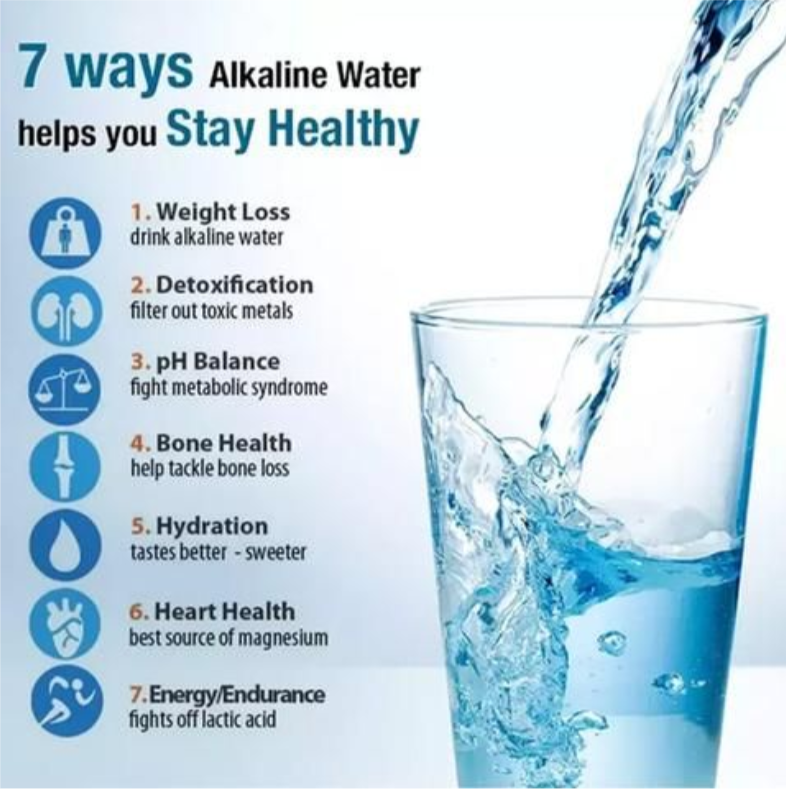 7 ways Alkaline Water
helps you Stay Healthy
1. Weight Loss
drink alkaline water
2. Detoxification
filter out toxic metals
3. pH Balance
fight metabolic syndrome
4. Bone Health
help tackle bone loss
5. Hydration
tastes better - sweeter
6. Heart Health
best source of magnesium
7. Energy/Endurance
fights off lactic acid